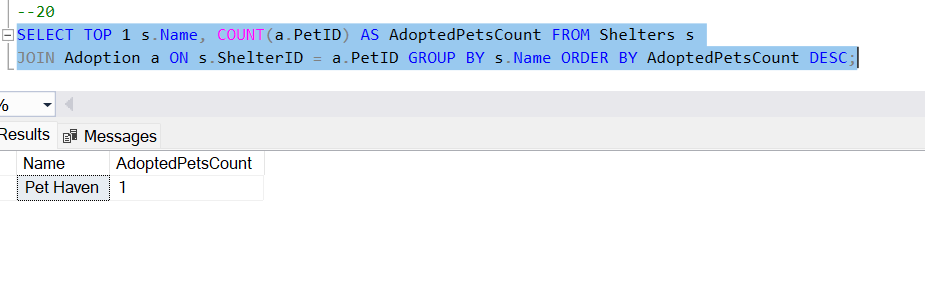 --20
SELECT TOP 1 s.Name, COUNT(a.PetID) AS AdoptedPetsCount FROM Shelters s
JOIN Adoption a ON s.ShelterID = a.PetID GROUP BY s.Name ORDER BY AdoptedPetsCount DESC;
%
Results Messages
Name AdoptedPetsCount
Pet Haven 1